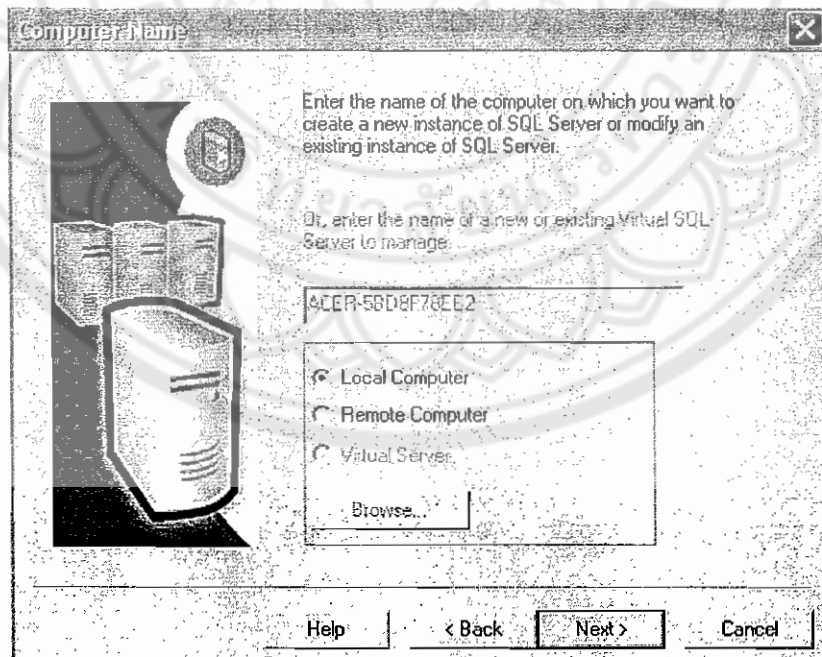 Computer Name
Enter the name of the computer on which you want to
create a new instance of SQL Server or modify an
existing instance of SQL Server.
Or, enter the name of a new or existing Virtual SQL
Server to manage.
Local Computer
Remote Computer
Virtual Server
Browse...
Help
< Back
Next >
Cancel